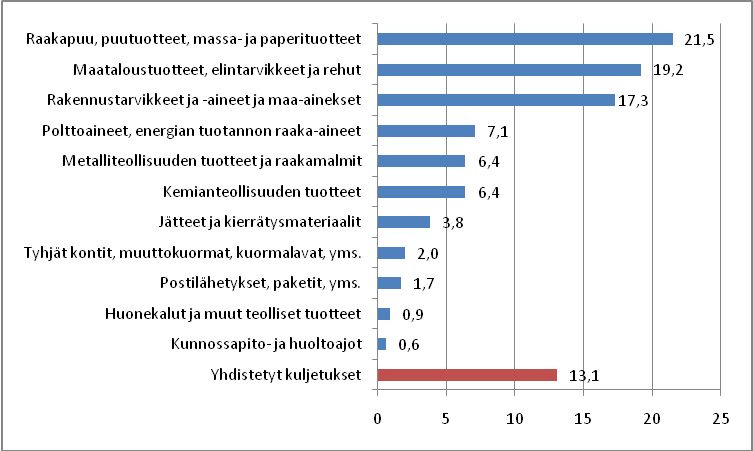 Raakapuu, puutuotteet, massa- ja paperituotteet 21,5
Maataloustuotteet, elintarvikkeet ja rehut 19,2
Rakennustarvikkeet ja -aineet ja maa-ainekset 17,3
Polttoaineet, energian tuotannon raaka-aineet 7,1
Metalliteollisuuden tuotteet ja raakamalmit 6,4
Kemianteollisuuden tuotteet 6,4
Jätteet ja kierrätysmateriaalit 3,8
Tyhjät kontit, muuttokuormat, kuormalavat, yms. 2,0
Postilähetykset, paketit, yms. 1,7
Huonekalut ja muut teolliset tuotteet 0,9
Kunnossapito- ja huoltoajot 0,6
Yhdistetyt kuljetukset 13,1
0 5 10 15 20 25